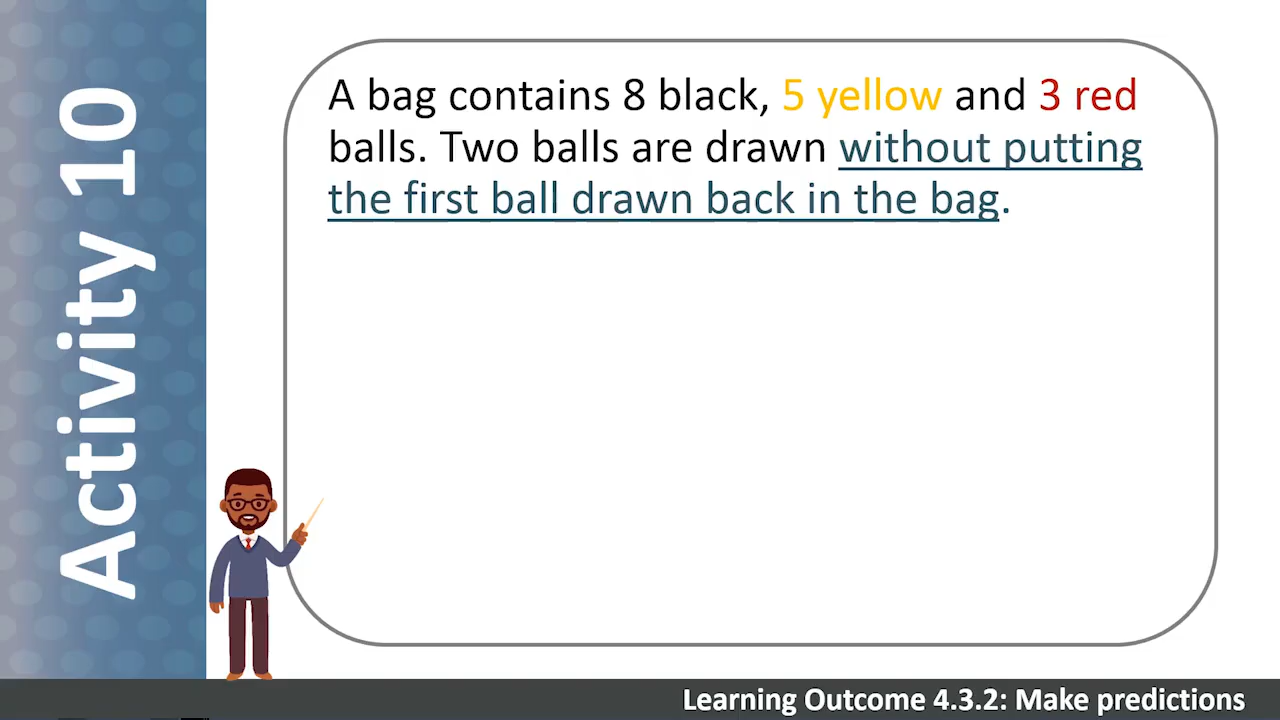 Activity 10
A bag contains 8 black, 5 yellow and 3 red
balls. Two balls are drawn without putting
the first ball drawn back in the bag.
Learning Outcome 4.3.2: Make predictions